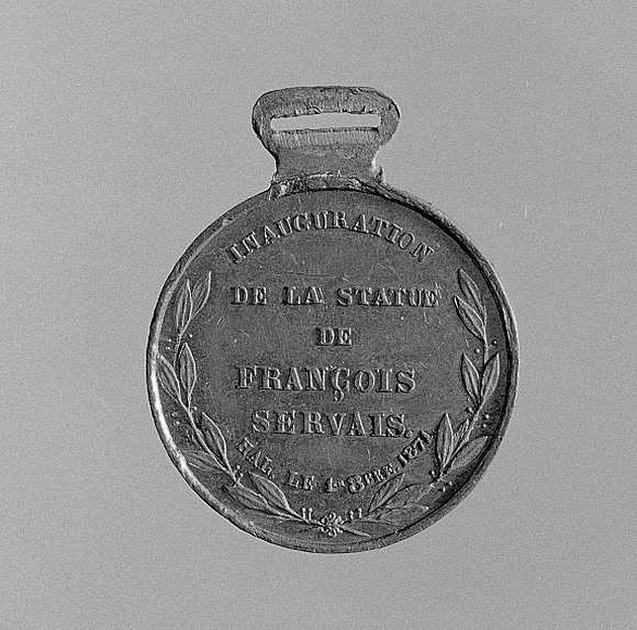 INAUGURATION
DE LA STATUE
DE
FRANÇOIS
SERVAIS.
HAL, LE 1ER 8BRE 1871